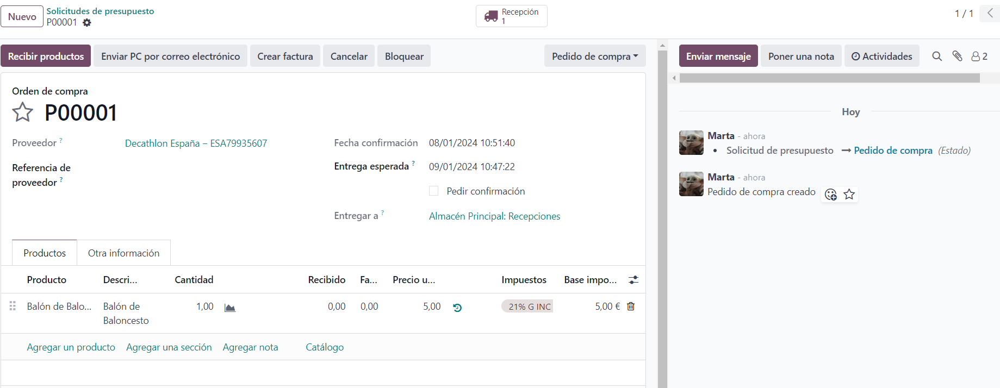 Nuevo
Solicitudes de presupuesto
P00001
Recepción
1
1 / 1
Recibir productos
Enviar PC por correo electrónico
Crear factura
Cancelar
Bloquear
Pedido de compra
Enviar mensaje
Poner una nota
Actividades
2
Orden de compra
P00001
Proveedor ?
Decathlon España – ESA79935607
Referencia de
proveedor ?
Fecha confirmación
08/01/2024 10:51:40
Entrega esperada ?
09/01/2024 10:47:22
Pedir confirmación
Entregar a ?
Almacén Principal: Recepciones
Productos
Otra información
Producto
Descri...
Cantidad
Recibido
Fa...
Precio u...
Impuestos
Base impo...
Balón de Balo...
Balón de
Baloncesto
1,00
0,00
0,00
5,00
21% G INC
5,00 €
Agregar un producto
Agregar una sección
Agregar nota
Catálogo
Hoy
Marta - ahora
• Solicitud de presupuesto → Pedido de compra (Estado)
Marta - ahora
Pedido de compra creado